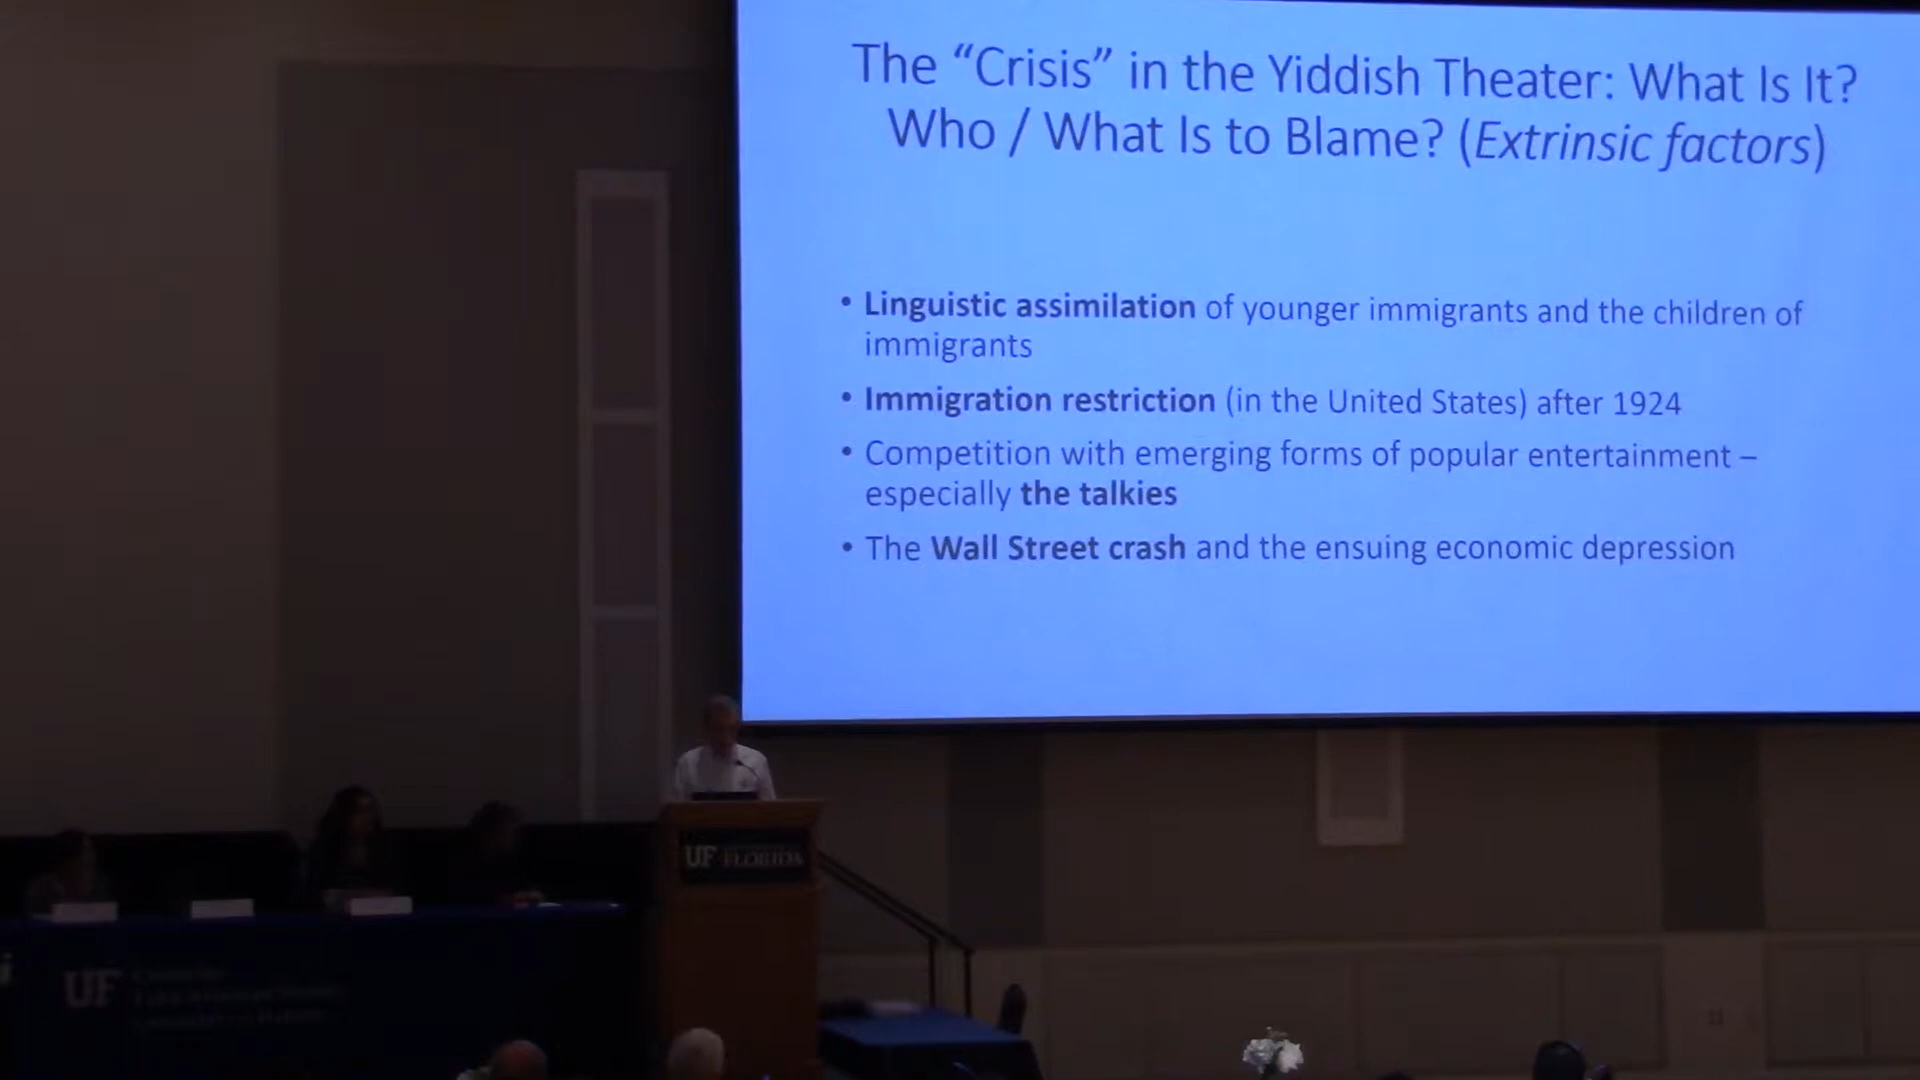 The “Crisis” in the Yiddish Theater: What Is It?
Who / What Is to Blame? (Extrinsic factors)
• Linguistic assimilation of younger immigrants and the children of
immigrants
• Immigration restriction (in the United States) after 1924
• Competition with emerging forms of popular entertainment –
especially the talkies
• The Wall Street crash and the ensuing economic depression
UF FLORIDA
UF